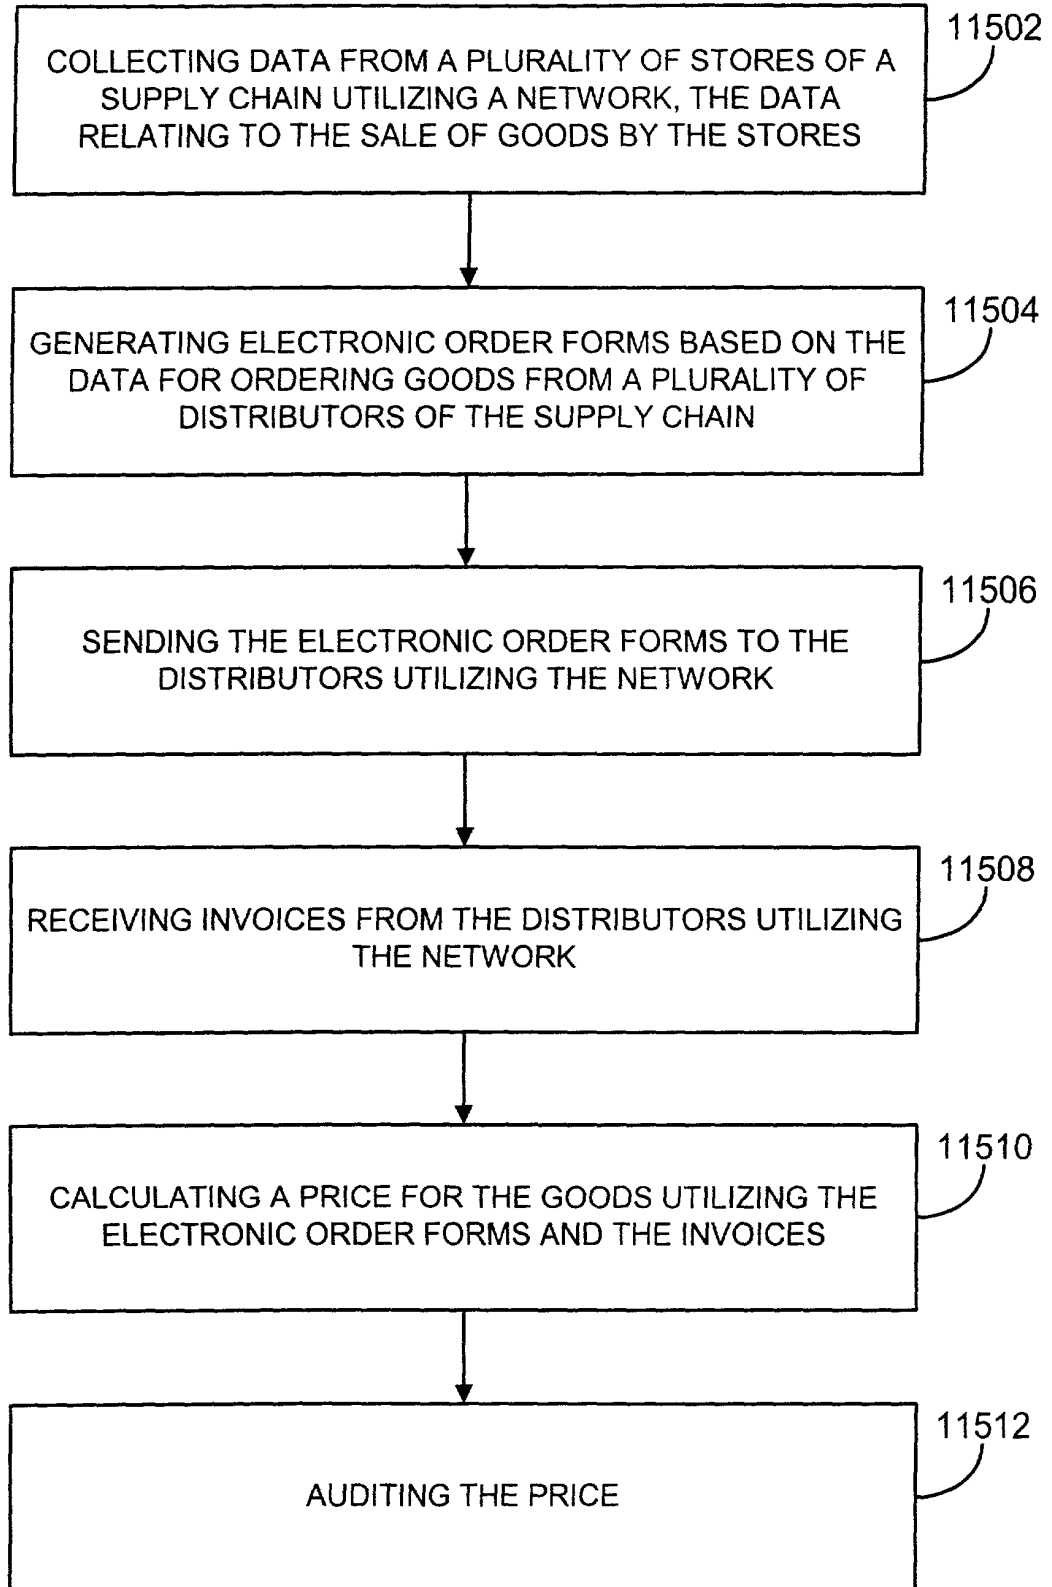 11502
COLLECTING DATA FROM A PLURALITY OF STORES OF A
SUPPLY CHAIN UTILIZING A NETWORK, THE DATA
RELATING TO THE SALE OF GOODS BY THE STORES
11504
GENERATING ELECTRONIC ORDER FORMS BASED ON THE
DATA FOR ORDERING GOODS FROM A PLURALITY OF
DISTRIBUTORS OF THE SUPPLY CHAIN
11506
SENDING THE ELECTRONIC ORDER FORMS TO THE
DISTRIBUTORS UTILIZING THE NETWORK
11508
RECEIVING INVOICES FROM THE DISTRIBUTORS UTILIZING
THE NETWORK
11510
CALCULATING A PRICE FOR THE GOODS UTILIZING THE
ELECTRONIC ORDER FORMS AND THE INVOICES
11512
AUDITING THE PRICE